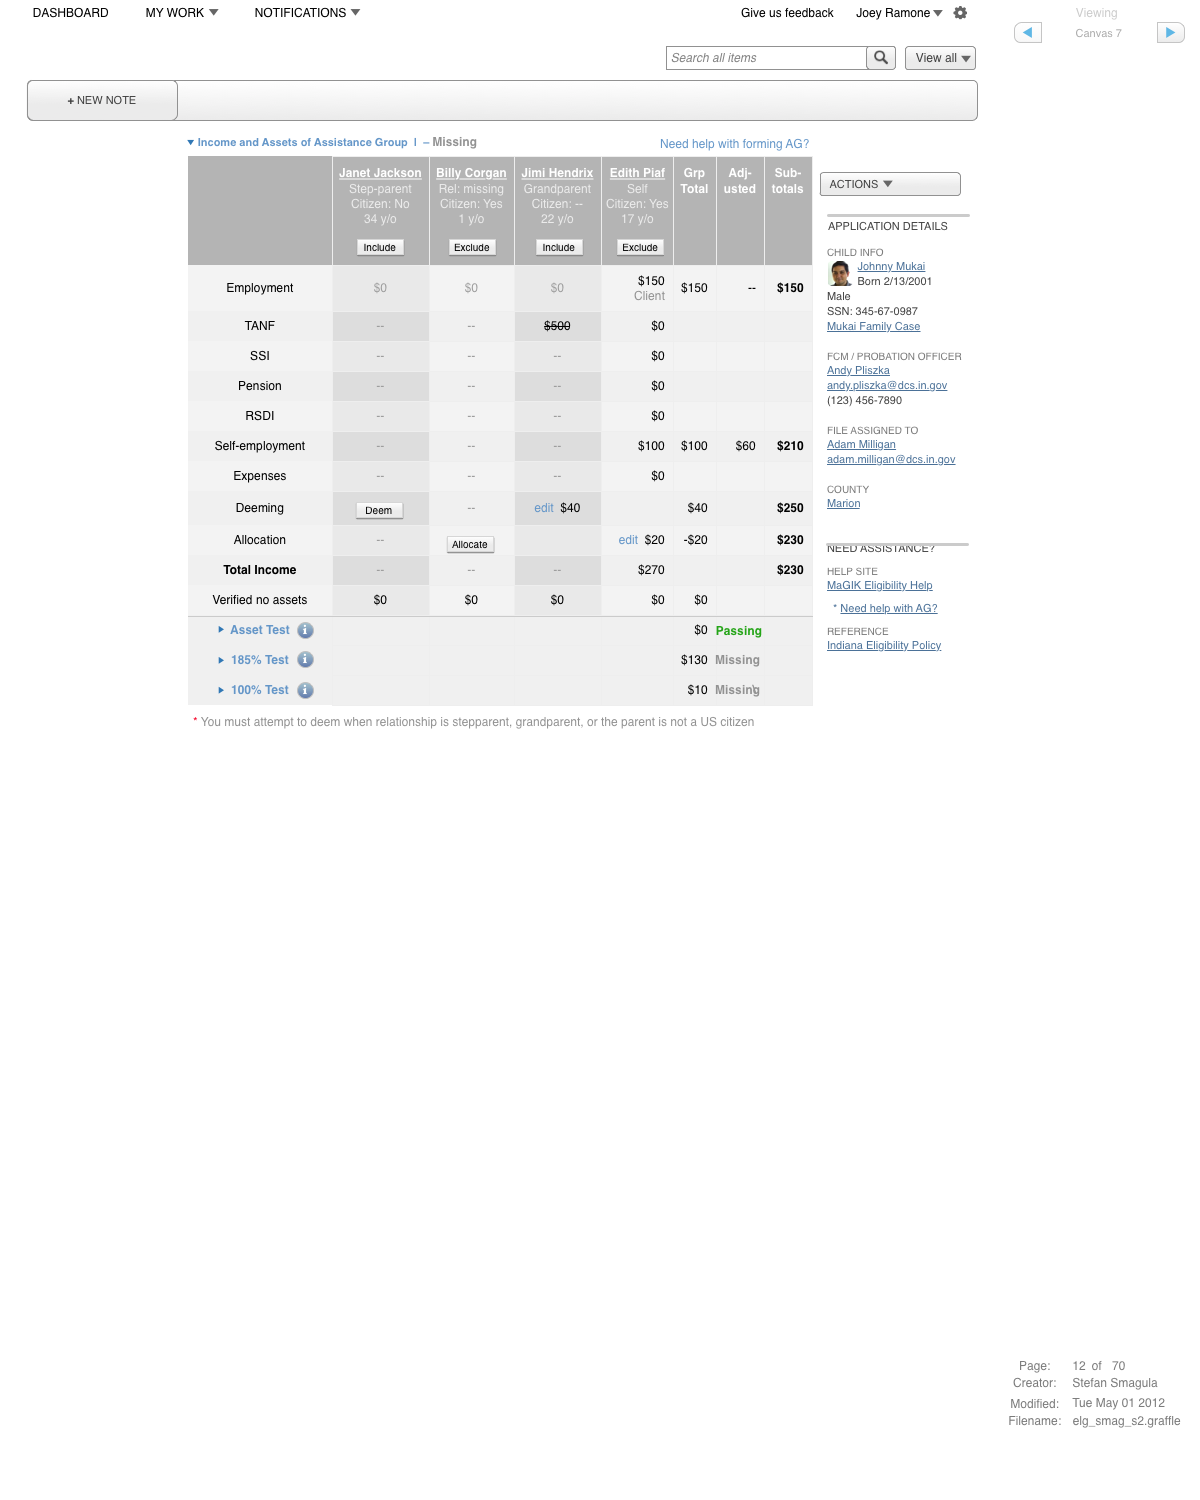 DASHBOARD MY WORK NOTIFICATIONS Give us feedback Joey Ramone
Viewing
Canvas 7
Search all items View all
+ NEW NOTE
Income and Assets of Assistance Group I – Missing Need help with forming AG?
Janet Jackson Billy Corgan Jimi Hendrix Edith Piaf Grp Adj- Sub-
Step-parent Rel: missing Grandparent Self Total usted totals
Citizen: No Citizen: Yes Citizen: -- Citizen: Yes
34 y/o 1 y/o 22 y/o 17 y/o
Include Exclude Include Exclude
Employment $0 $0 $0 $150 Client $150 -- $150
TANF -- -- $500 $0
SSI -- -- -- $0
Pension -- -- -- $0
RSDI -- -- -- $0
Self-employment -- -- -- $100 $100 $60 $210
Expenses -- -- -- $0
Deeming Deem -- edit $40 $40 $250
Allocation -- Allocate edit $20 -$20 $230
Total Income -- -- -- $270 $230
Verified no assets $0 $0 $0 $0 $0
Asset Test i $0 Passing
185% Test i $130 Missing
100% Test i $10 Missing
* You must attempt to deem when relationship is stepparent, grandparent, or the parent is not a US citizen
ACTIONS
APPLICATION DETAILS
CHILD INFO
Johnny Mukai
Born 2/13/2001
Male
SSN: 345-67-0987
Mukai Family Case
FCM / PROBATION OFFICER
Andy Pliszka
andy.pliszka@dcs.in.gov
(123) 456-7890
FILE ASSIGNED TO
Adam Milligan
adam.milligan@dcs.in.gov
COUNTY
Marion
NEED ASSISTANCE?
HELP SITE
MaGIK Eligibility Help
* Need help with AG?
REFERENCE
Indiana Eligibility Policy
Page: 12 of 70
Creator: Stefan Smagula
Modified: Tue May 01 2012
Filename: elg_smag_s2.graffle